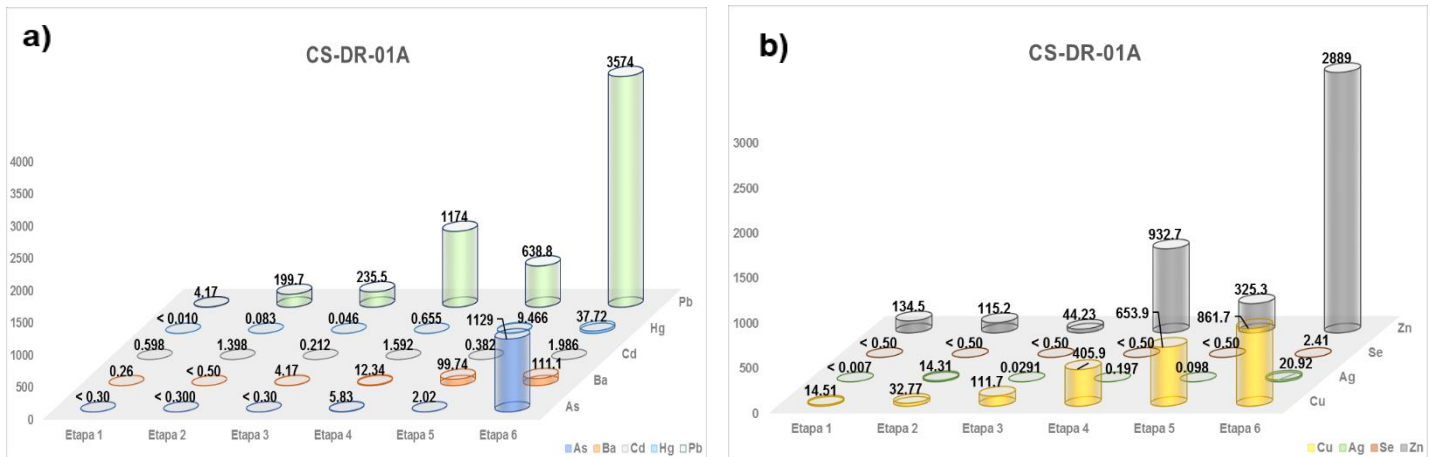 a)
CS-DR-01A
4000
3500
3000
2500
2000
1500
1000
500
0
4.17 199.7 235.5 1174 638.8 3574
< 0.010 0.083 0.046 0.655 9.466 37.72
0.598 1.398 0.212 1.592 0.382 1.986
0.26 < 0.50 4.17 12.34 99.74 111.1
< 0.30 < 0.300 < 0.30 5.83 2.02 1129
Pb
Hg
Cd
Ba
As
Etapa 1 Etapa 2 Etapa 3 Etapa 4 Etapa 5 Etapa 6
As Ba Cd Hg Pb
b)
CS-DR-01A
3000
2500
2000
1500
1000
500
0
134.5 115.2 44.23 932.7 325.3 2889
< 0.50 < 0.50 < 0.50 < 0.50 < 0.50 2.41
< 0.007 14.31 0.0291 0.197 0.098 20.92
14.51 32.77 111.7 405.9 653.9 861.7
Zn
Se
Ag
Cu
Etapa 1 Etapa 2 Etapa 3 Etapa 4 Etapa 5 Etapa 6
Cu Ag Se Zn